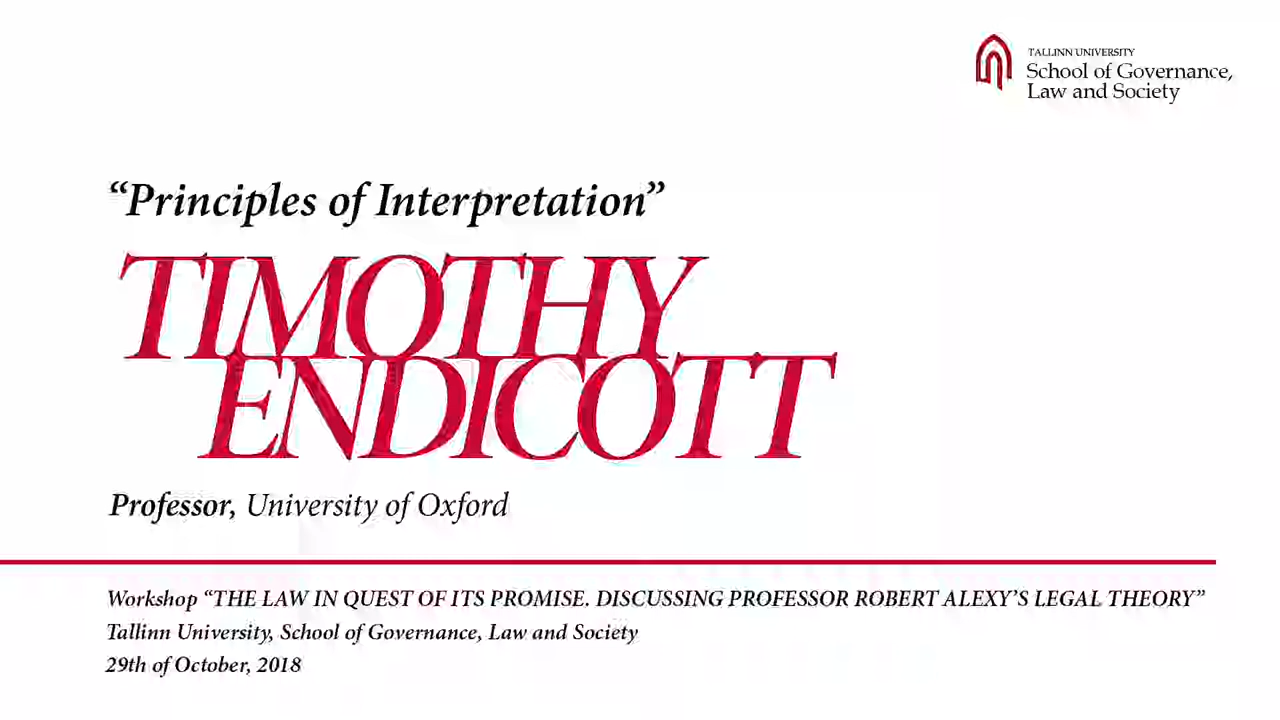 TALLINN UNIVERSITY
School of Governance,
Law and Society
“Principles of Interpretation”
TIMOTHY
ENDICOTT
Professor, University of Oxford
Workshop “THE LAW IN QUEST OF ITS PROMISE. DISCUSSING PROFESSOR ROBERT ALEXY’S LEGAL THEORY”
Tallinn University, School of Governance, Law and Society
29th of October, 2018